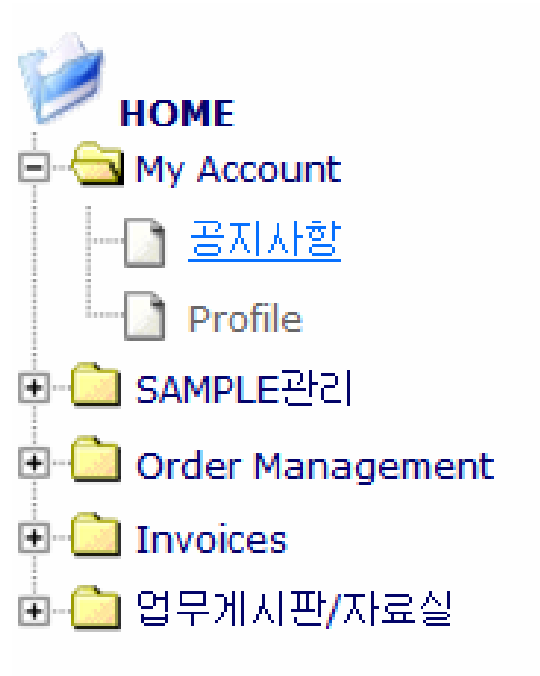 HOME
My Account
공지사항
Profile
SAMPLE관리
Order Management
Invoices
업무게시판/자료실